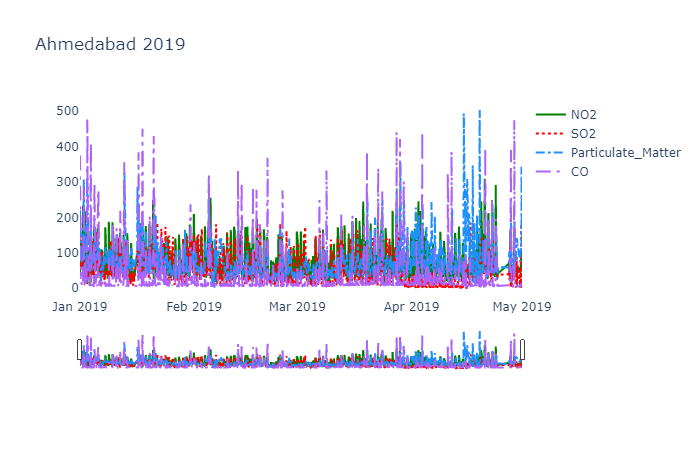 Ahmedabad 2019
500
400
300
200
100
0
Jan 2019 Feb 2019 Mar 2019 Apr 2019 May 2019
NO2
SO2
Particulate_Matter
CO